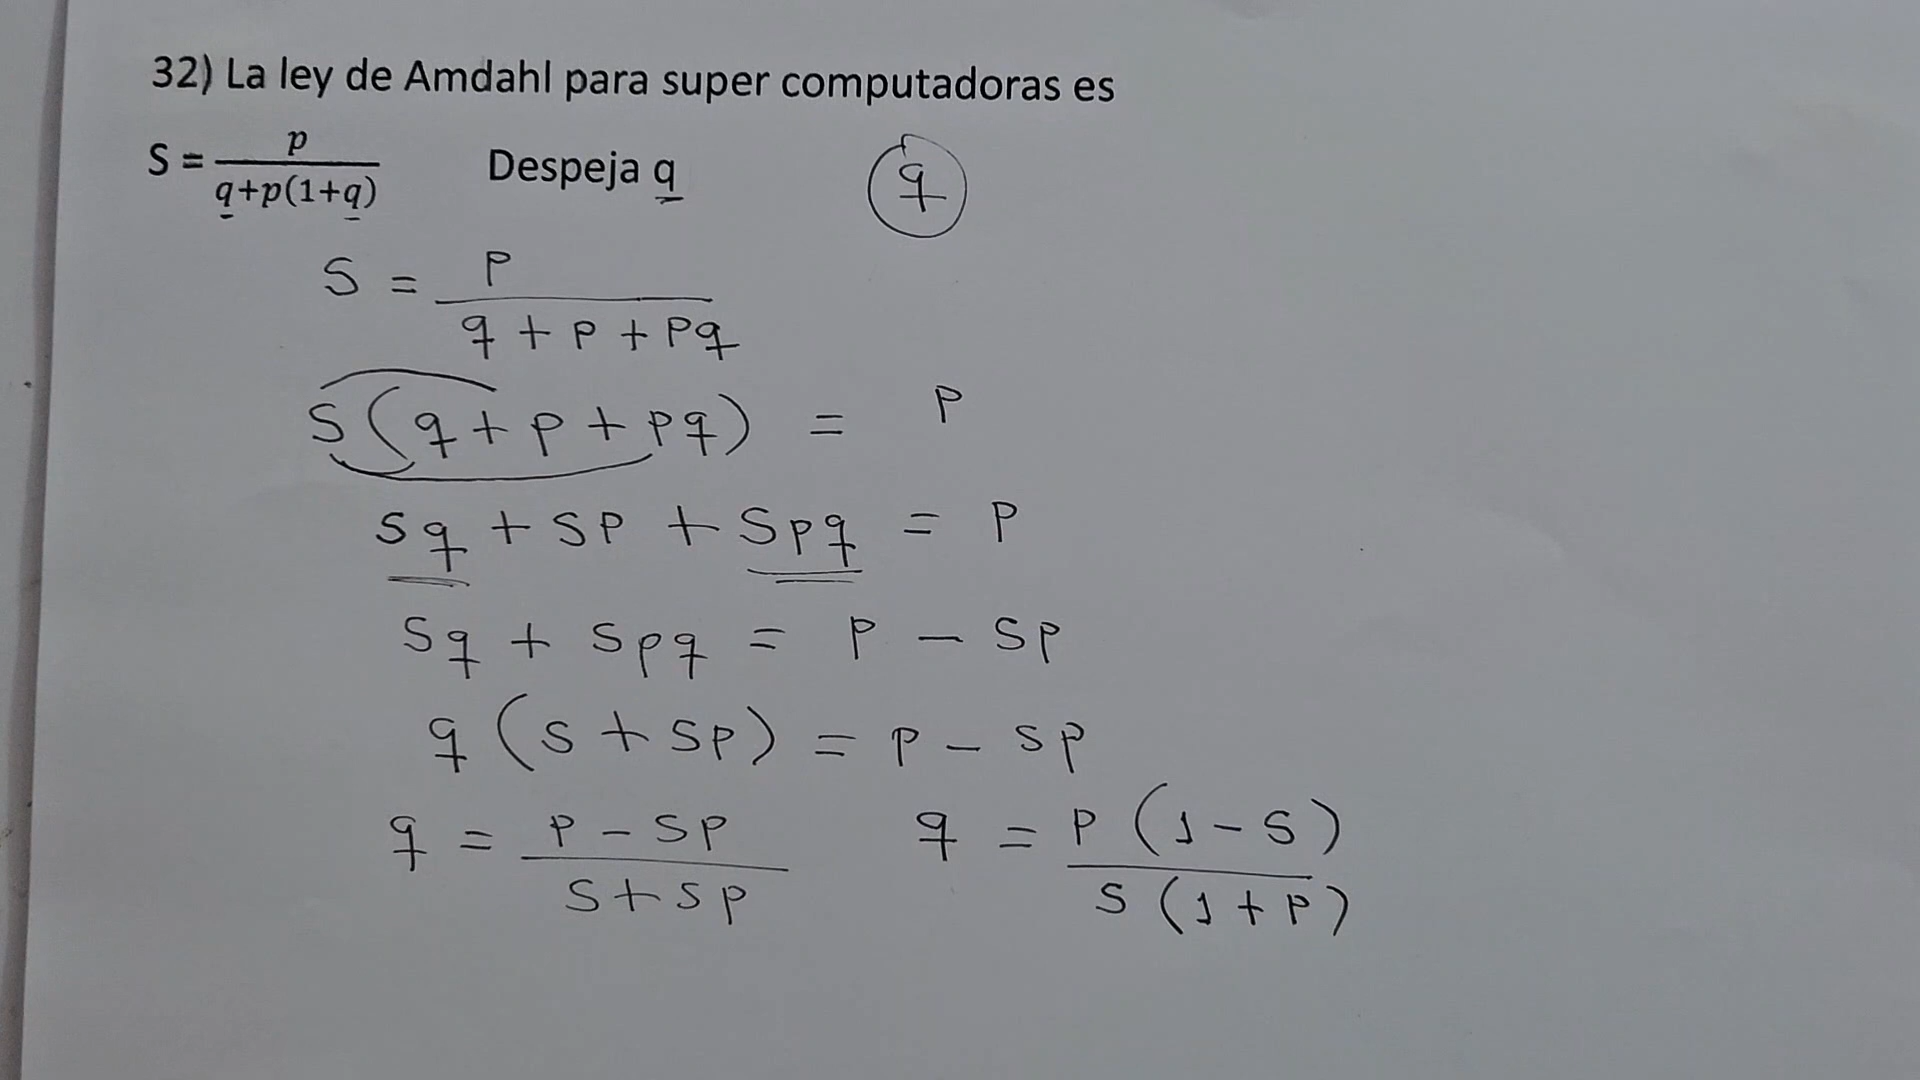 32) La ley de Amdahl para super computadoras es
S = p / q+p(1+q) Despeja q q
S = P / q + P + Pq
S(q + p + pq) = P
Sq + SP + Spq = P
Sq + Spq = P - SP
q (S + SP) = P - SP
q = P - SP / S + SP q = P (1 - S) / S (1 + P)